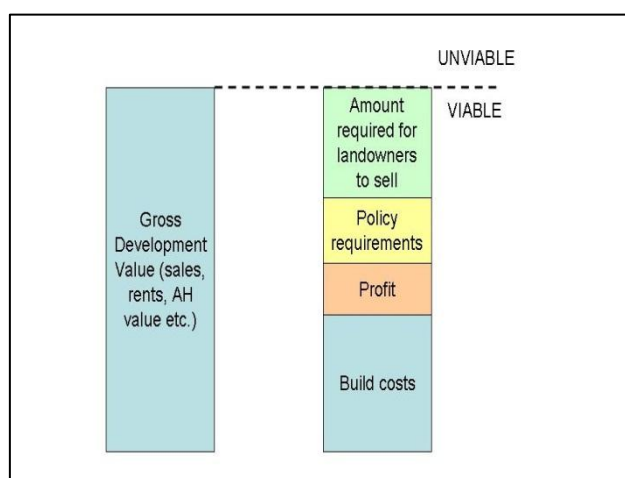 UNVIABLE
VIABLE
Amount
required for
landowners
to sell
Policy
requirements
Profit
Build costs
Gross
Development
Value (sales,
rents, AH
value etc.)